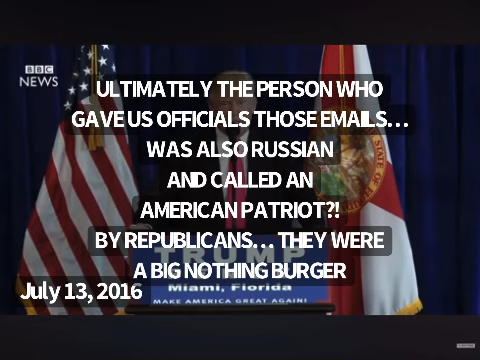 BBC
NEWS
ULTIMATELY THE PERSON WHO
GAVE US OFFICIALS THOSE EMAILS...
WAS ALSO RUSSIAN
AND CALLED AN
AMERICAN PATRIOT?!
BY REPUBLICANS... THEY WERE
A BIG NOTHING BURGER
TRUMP
July 13, 2016
Miami, Florida
MAKE AMERICA GREAT AGAIN!